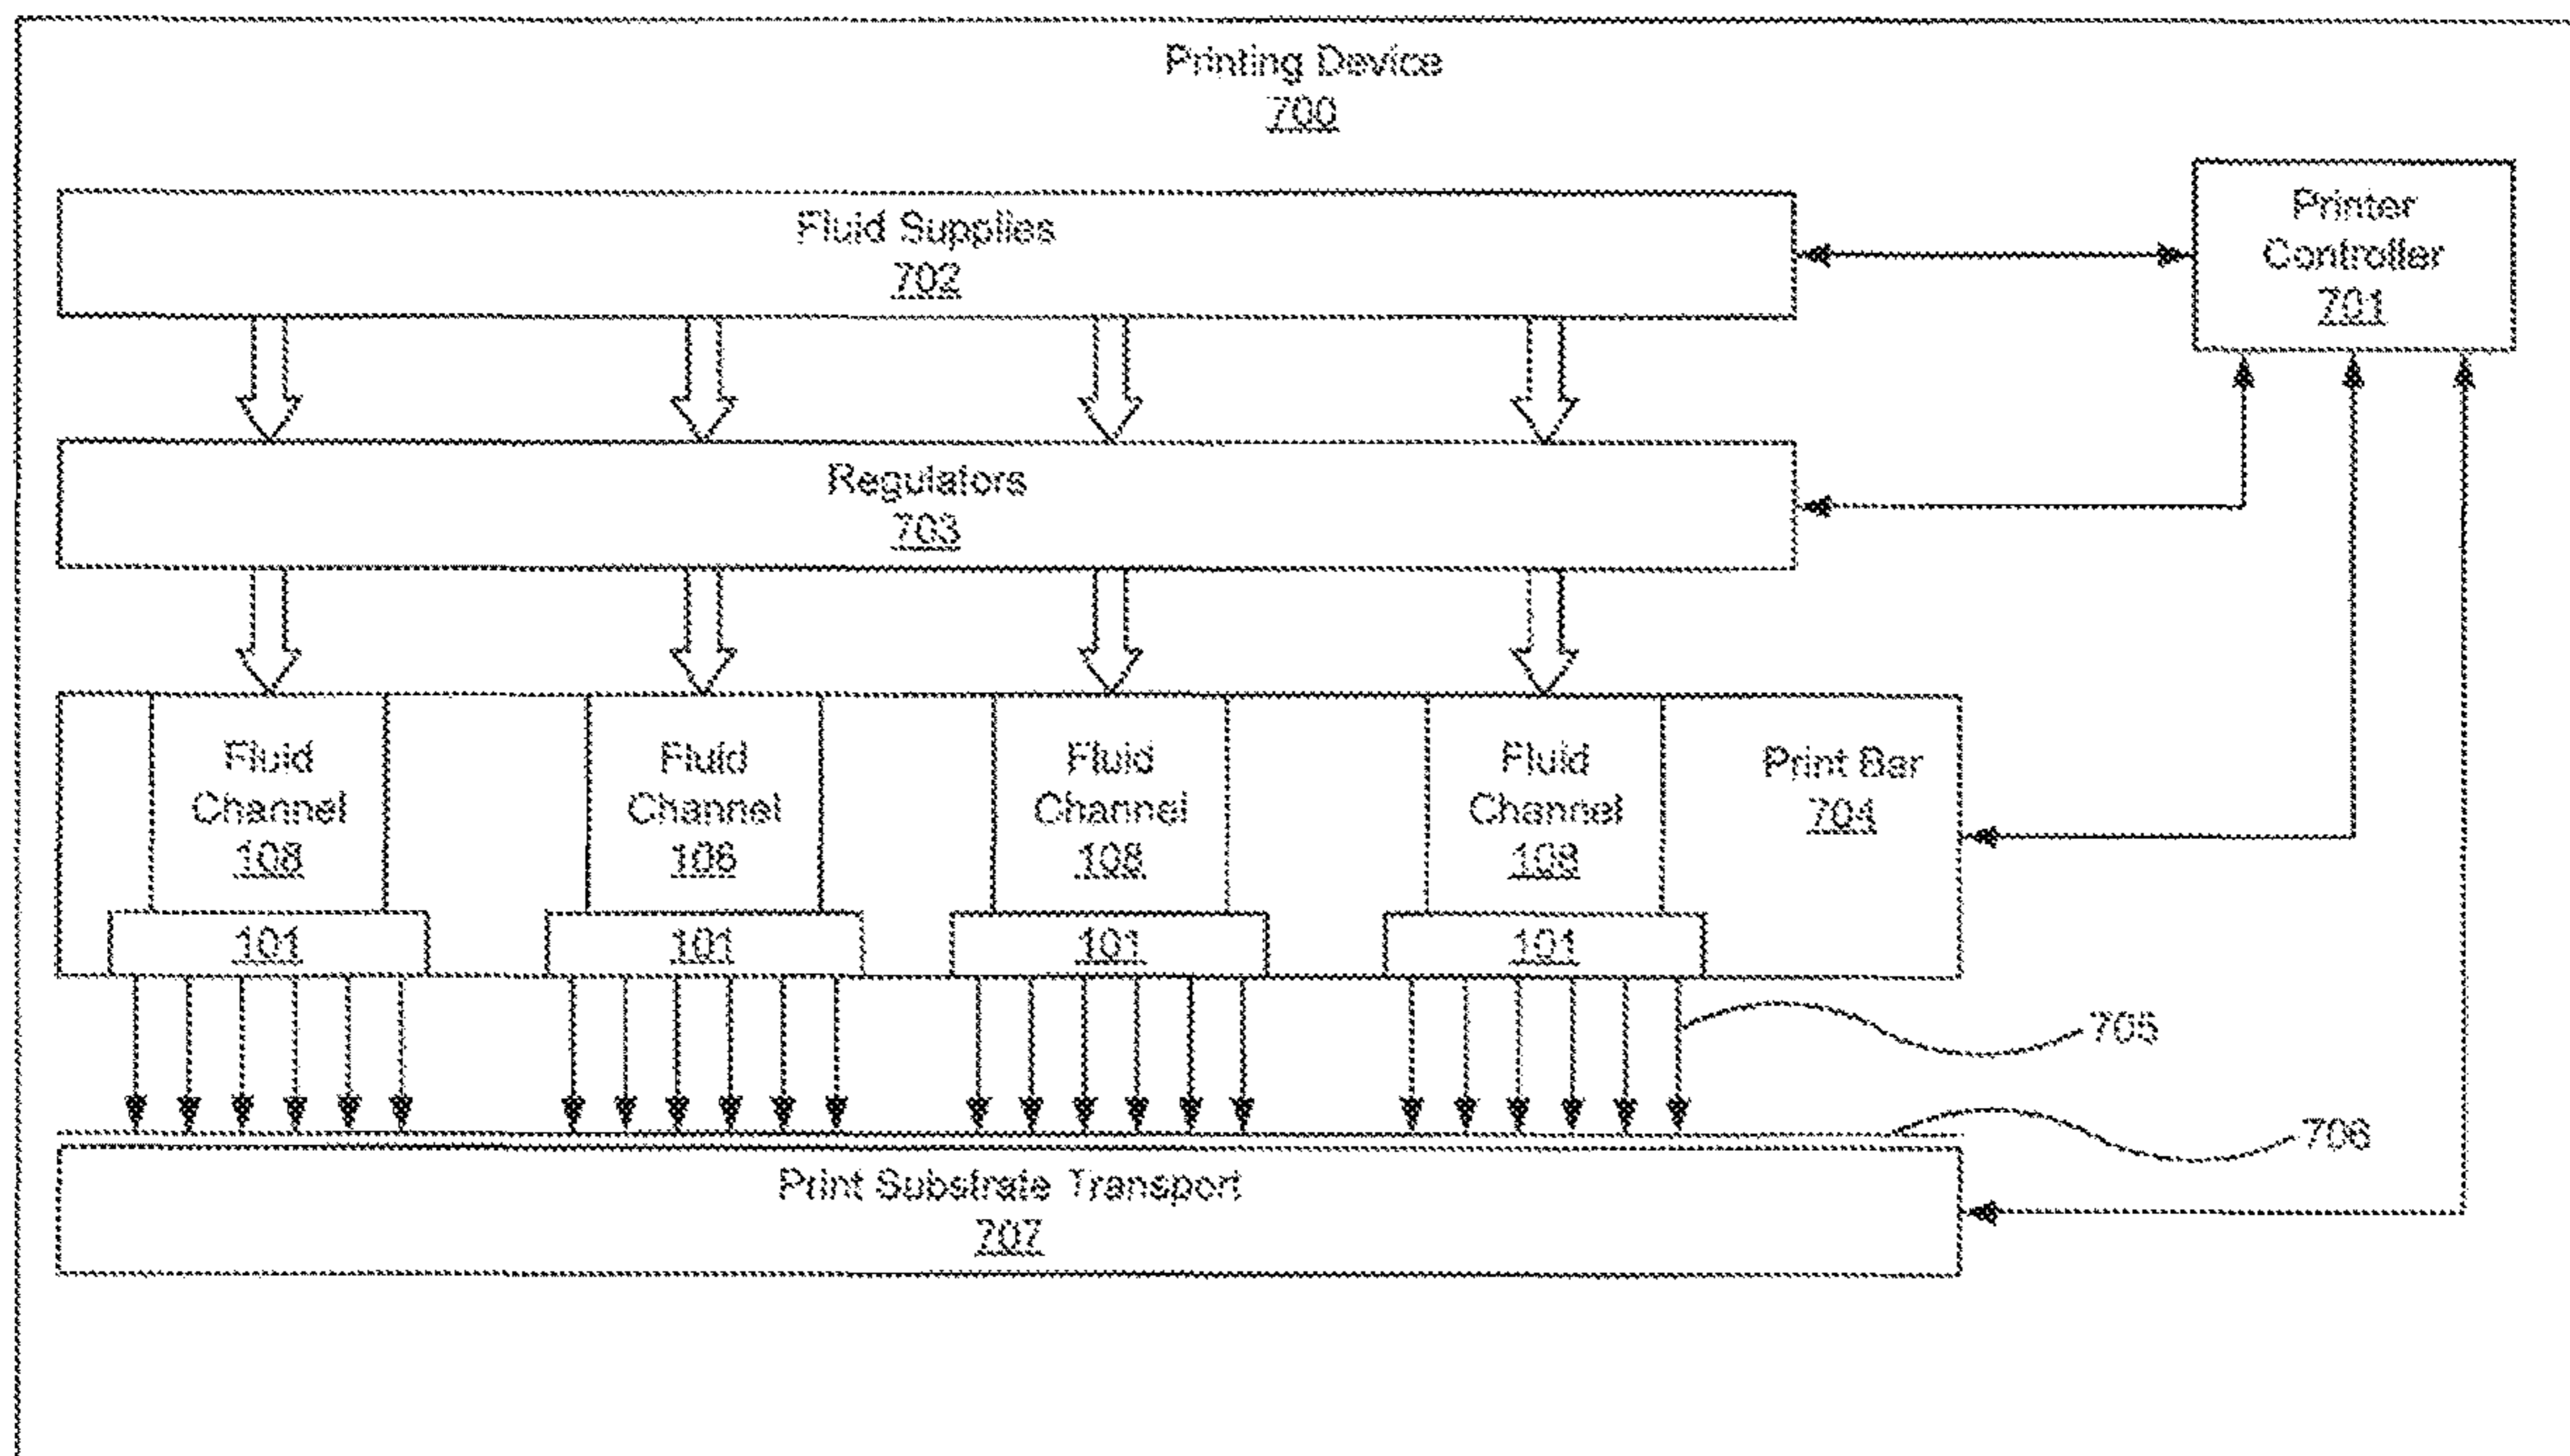 Printing Device
700
Fluid Supplies
702
Printer
Controller
701
Regulators
703
Fluid
Channel
108
Fluid
Channel
106
Fluid
Channel
108
Fluid
Channel
108
Print Bar
704
101
101
101
101
705
706
Print Substrate Transport
707